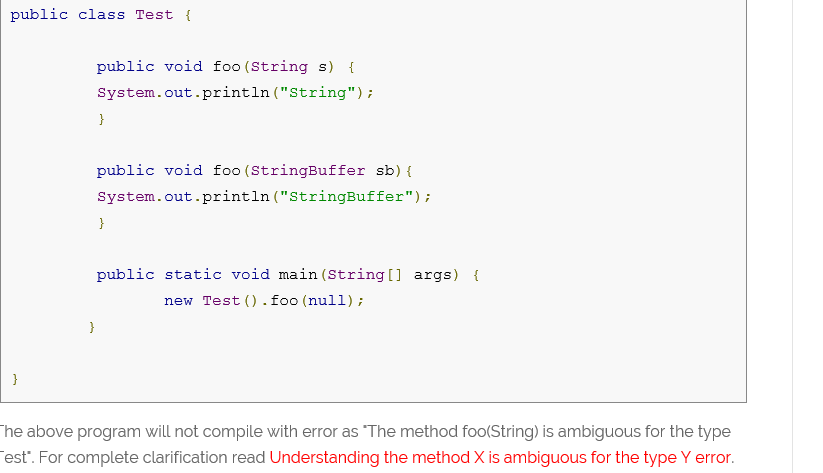 public class Test {
public void foo(String s) {
System.out.println("String");
}
public void foo(StringBuffer sb){
System.out.println("StringBuffer");
}
public static void main(String[] args) {
new Test().foo(null);
}
}
The above program will not compile with error as "The method foo(String) is ambiguous for the type
Test". For complete clarification read Understanding the method X is ambiguous for the type Y error.